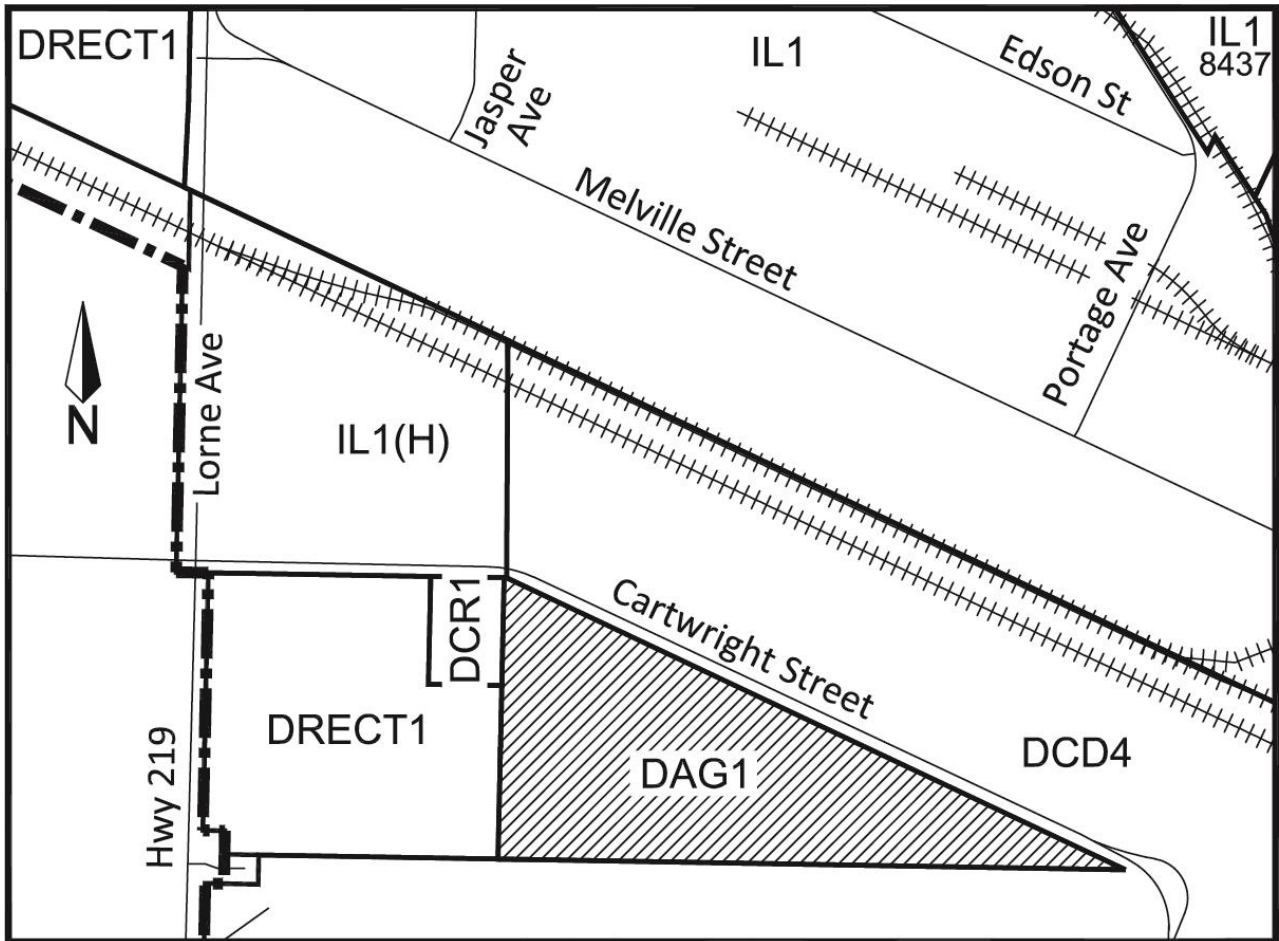 DRECT1
IL1
IL1
8437
Edson St
Jasper
Ave
Melville Street
Portage Ave
N
Lorne Ave
IL1(H)
Cartwright Street
DCR1
DRECT1
Hwy 219
DAG1
DCD4